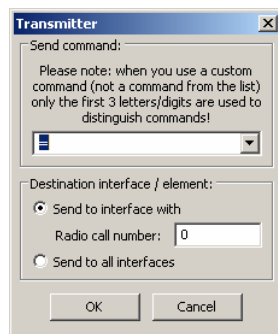 Transmitter
Send command:
Please note: when you use a custom
command (not a command from the list)
only the first 3 letters/digits are used to
distinguish commands!
=
Destination interface / element:
Send to interface with
Radio call number: 0
Send to all interfaces
OK Cancel